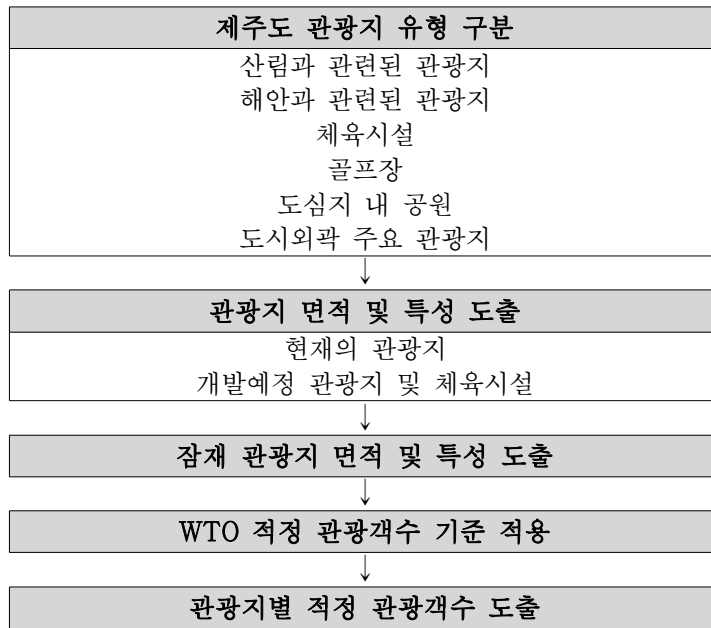 제주도 관광지 유형 구분
산림과 관련된 관광지
해안과 관련된 관광지
체육시설
골프장
도심지 내 공원
도시외곽 주요 관광지
↓
관광지 면적 및 특성 도출
현재의 관광지
개발예정 관광지 및 체육시설
↓
잠재 관광지 면적 및 특성 도출
↓
WTO 적정 관광객수 기준 적용
↓
관광지별 적정 관광객수 도출